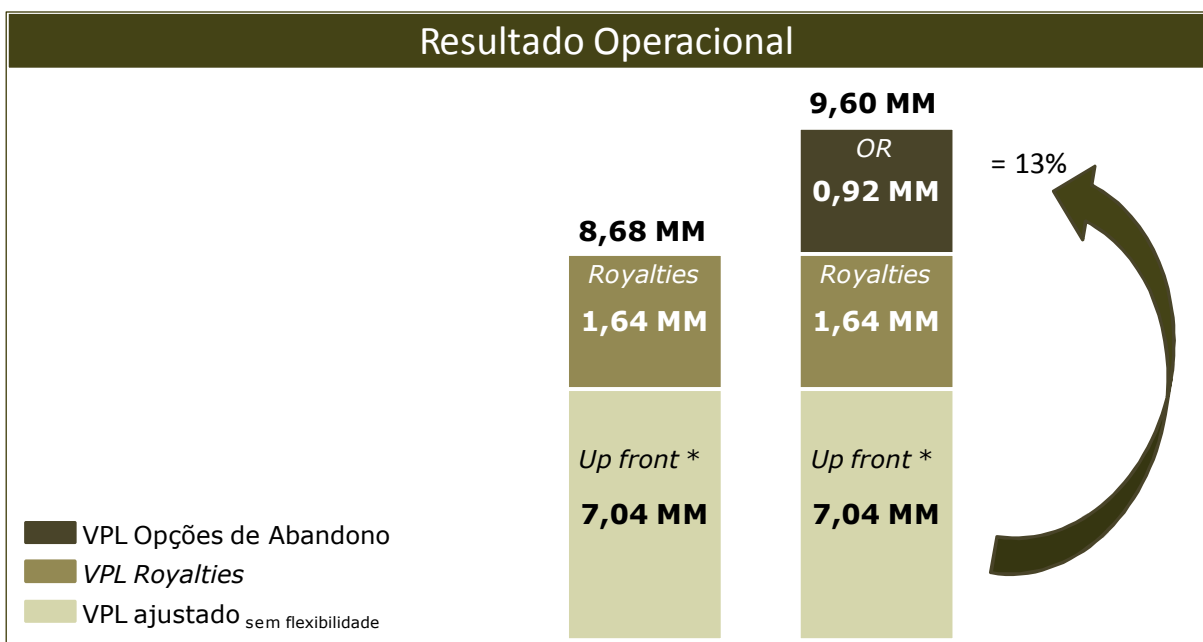 Resultado Operacional
9,60 MM
OR
0,92 MM
= 13%
8,68 MM
Royalties
1,64 MM
Royalties
1,64 MM
Up front *
7,04 MM
Up front *
7,04 MM
VPL Opções de Abandono
VPL Royalties
VPL ajustado sem flexibilidade